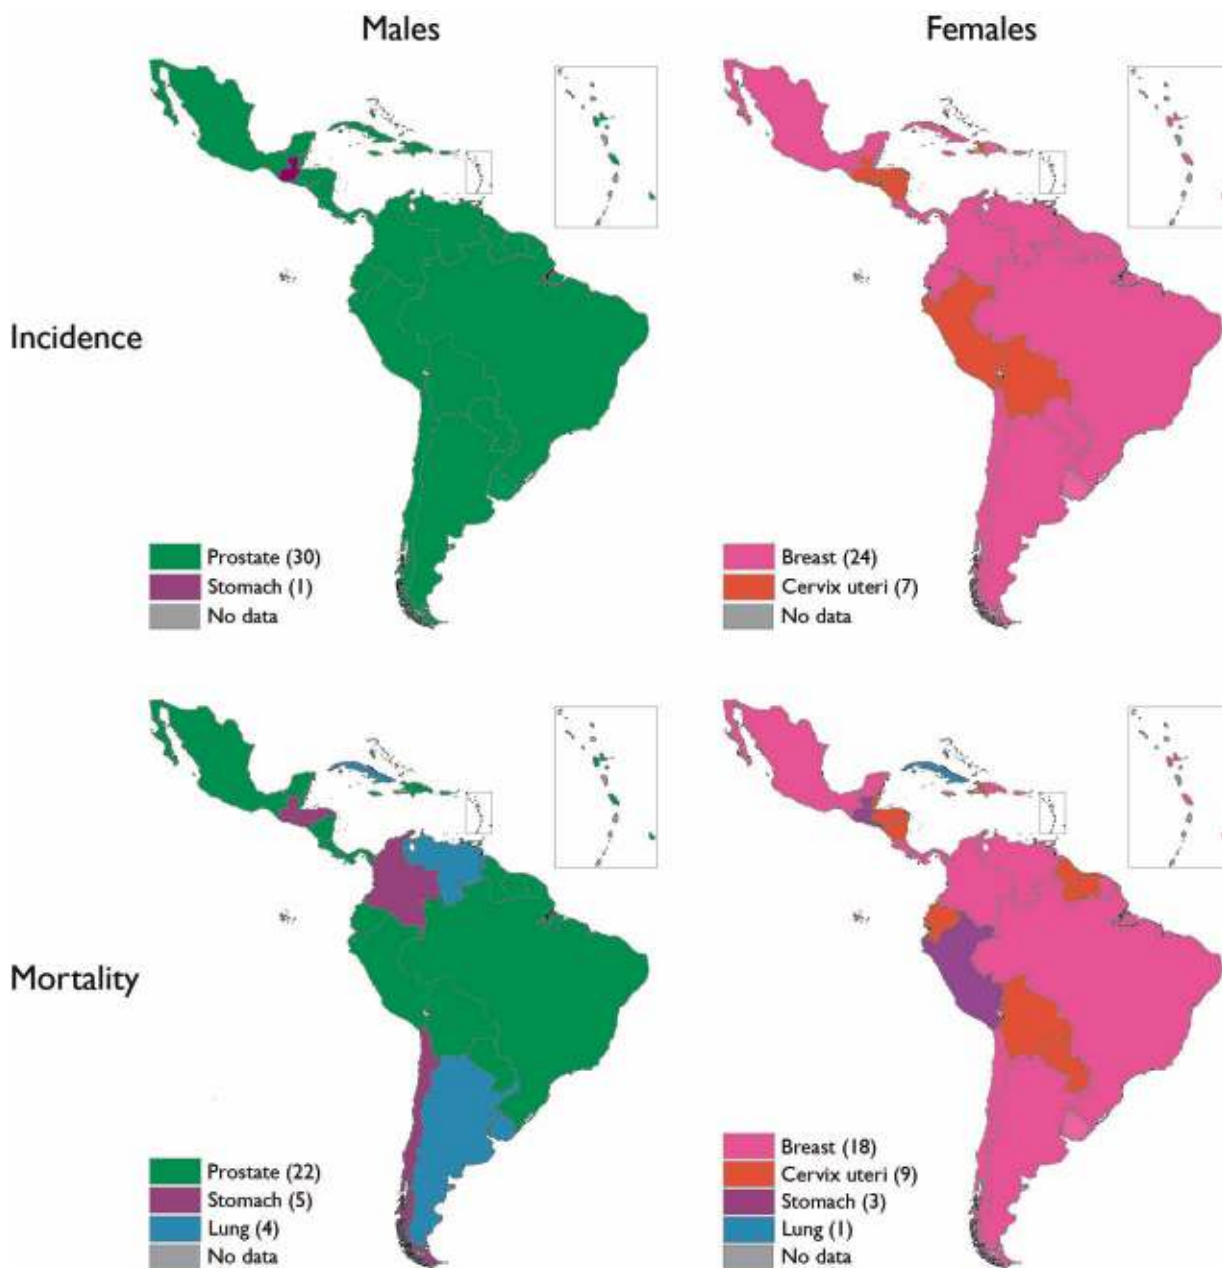 Males
Females
Incidence
Prostate (30)
Stomach (1)
No data
Breast (24)
Cervix uteri (7)
No data
Mortality
Prostate (22)
Stomach (5)
Lung (4)
No data
Breast (18)
Cervix uteri (9)
Stomach (3)
Lung (1)
No data